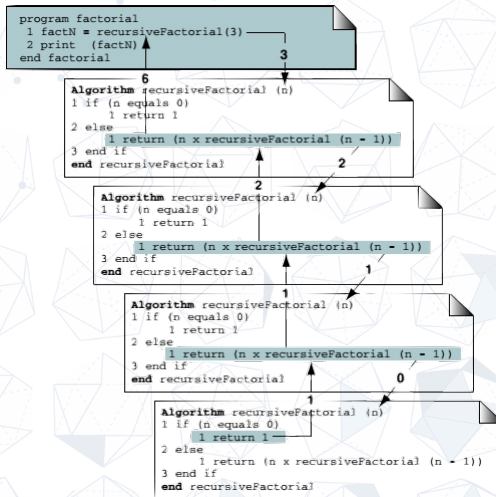 program factorial
1 factN = recursiveFactorial(3)
2 print (factN)
end factorial
3
6
Algorithm recursiveFactorial (n)
1 if (n equals 0)
1 return 1
2 else
1 return (n x recursiveFactorial (n - 1))
3 end if
end recursiveFactorial
2
2
Algorithm recursiveFactorial (n)
1 if (n equals 0)
1 return 1
2 else
1 return (n x recursiveFactorial (n - 1))
3 end if
end recursiveFactorial
1
1
Algorithm recursiveFactorial (n)
1 if (n equals 0)
1 return 1
2 else
1 return (n x recursiveFactorial (n - 1))
3 end if
end recursiveFactorial
0
1
Algorithm recursiveFactorial (n)
1 if (n equals 0)
1 return 1
2 else
1 return (n x recursiveFactorial (n - 1))
3 end if
end recursiveFactorial